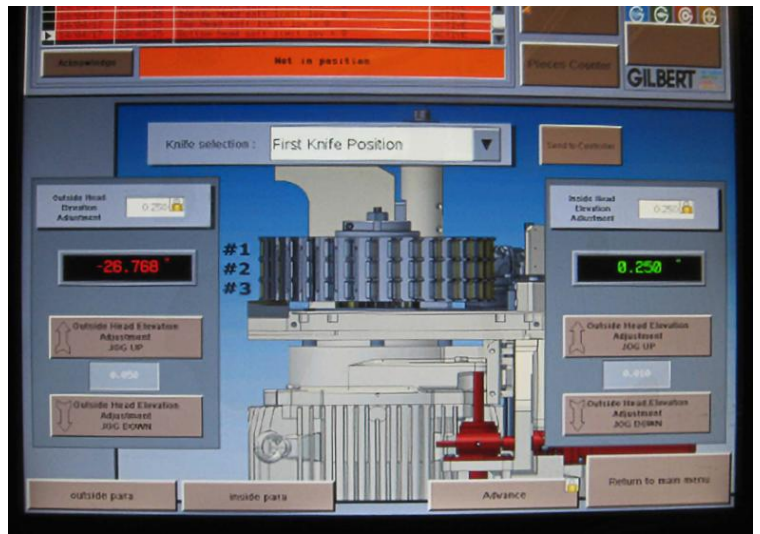 Acknowledge
Not in position
Pieces Counter
GILBERT
Knife selection :
First Knife Position
Send to Controller
Outside Head
Elevation
Adjustment
0.250
Inside Head
Elevation
Adjustment
0.250
#1
#2
#3
-26.768 "
0.250 "
Outside Head Elevation
Adjustment
JOG UP
0.050
Outside Head Elevation
Adjustment
JOG DOWN
Outside Head Elevation
Adjustment
JOG UP
Outside Head Elevation
Adjustment
JOG DOWN
outside para
inside para
Advance
Return to main menu